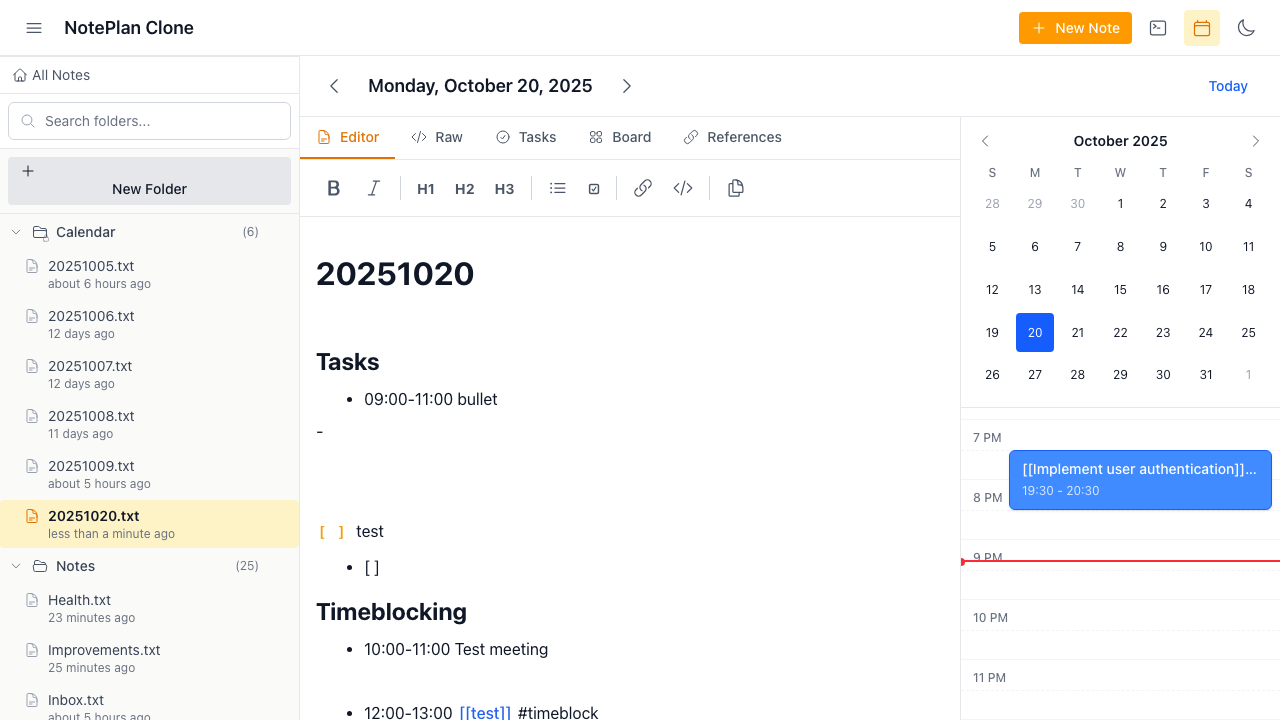 NotePlan Clone
New Note
All Notes
Search folders...
New Folder
Calendar (6)
20251005.txt
about 6 hours ago
20251006.txt
12 days ago
20251007.txt
12 days ago
20251008.txt
11 days ago
20251009.txt
about 5 hours ago
20251020.txt
less than a minute ago
Notes (25)
Health.txt
23 minutes ago
Improvements.txt
25 minutes ago
Inbox.txt
about 5 hours ago
Monday, October 20, 2025
Today
Editor Raw Tasks Board References
B I H1 H2 H3
20251020
Tasks
• 09:00-11:00 bullet
-
[ ] test
• [ ]
Timeblocking
• 10:00-11:00 Test meeting
• 12:00-13:00 [[test]] #timeblock
October 2025
S M T W T F S
28 29 30 1 2 3 4
5 6 7 8 9 10 11
12 13 14 15 16 17 18
19 20 21 22 23 24 25
26 27 28 29 30 31 1
7 PM
[[Implement user authentication]]...
19:30 - 20:30
8 PM
9 PM
10 PM
11 PM